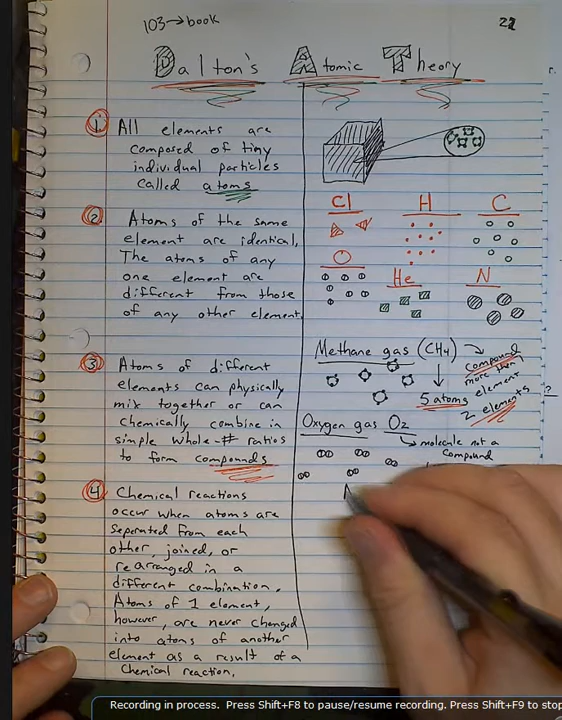 103→book
22
Dalton's Atomic Theory
1 All elements are
composed of tiny
individual particles
called atoms
2 Atoms of the same
element are identical.
The atoms of any
one element are
different from those
of any other element.
3 Atoms of different
elements can physically
mix together or can
chemically combine in
simple whole-# ratios
to form compounds
4 Chemical reactions
occur when atoms are
seperated from each
other, joined, or
rearranged in a
different combination.
Atoms of 1 element,
however, are never changed
into atoms of another
element as a result of a
Chemical reaction.
Cl H C
O He N
Methane gas (CH4) → compound
more than 1
element
5 atoms 2 elements
Oxygen gas O2
molecule not a
compound
Recording in process. Press Shift+F8 to pause/resume recording. Press Shift+F9 to stop